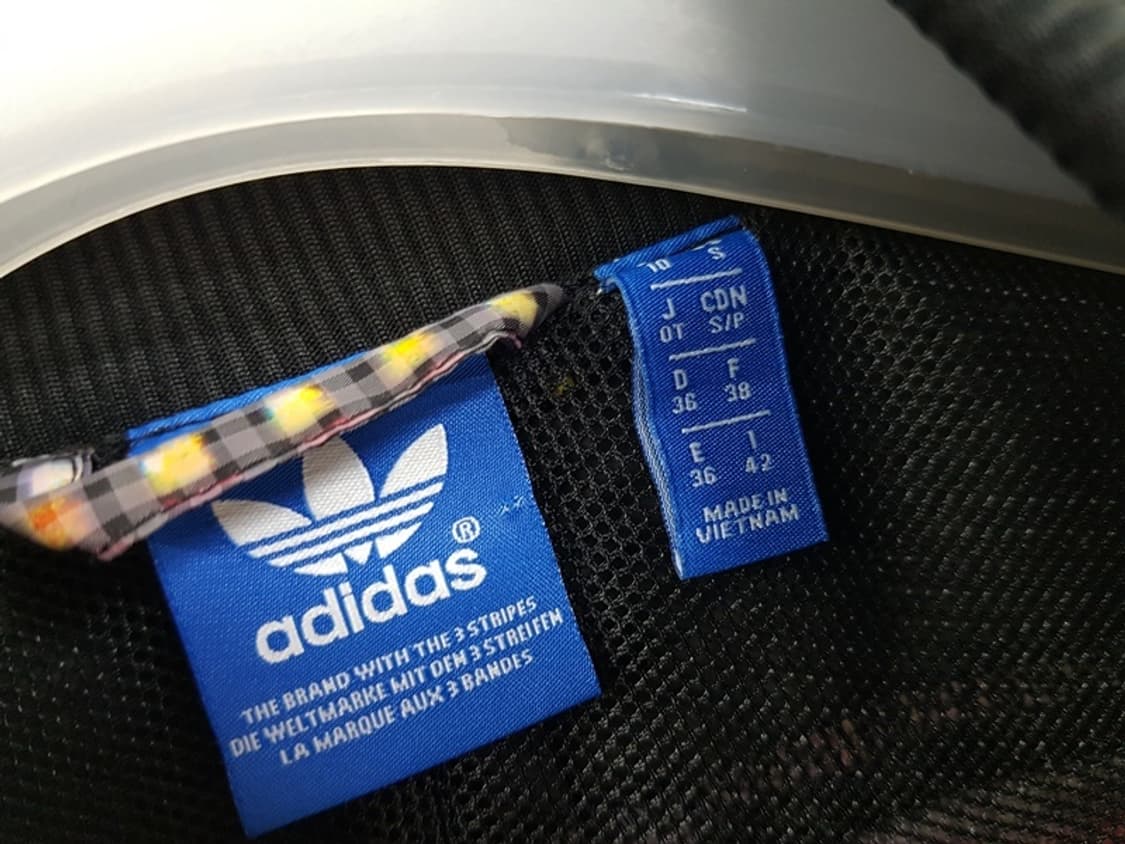 adidas®
THE BRAND WITH THE 3 STRIPES
DIE WELTMARKE MIT DEN 3 STREIFEN
LA MARQUE AUX 3 BANDES
10 S
J CDN
OT S/P
D F
36 38
E I
36 42
MADE IN
VIETNAM